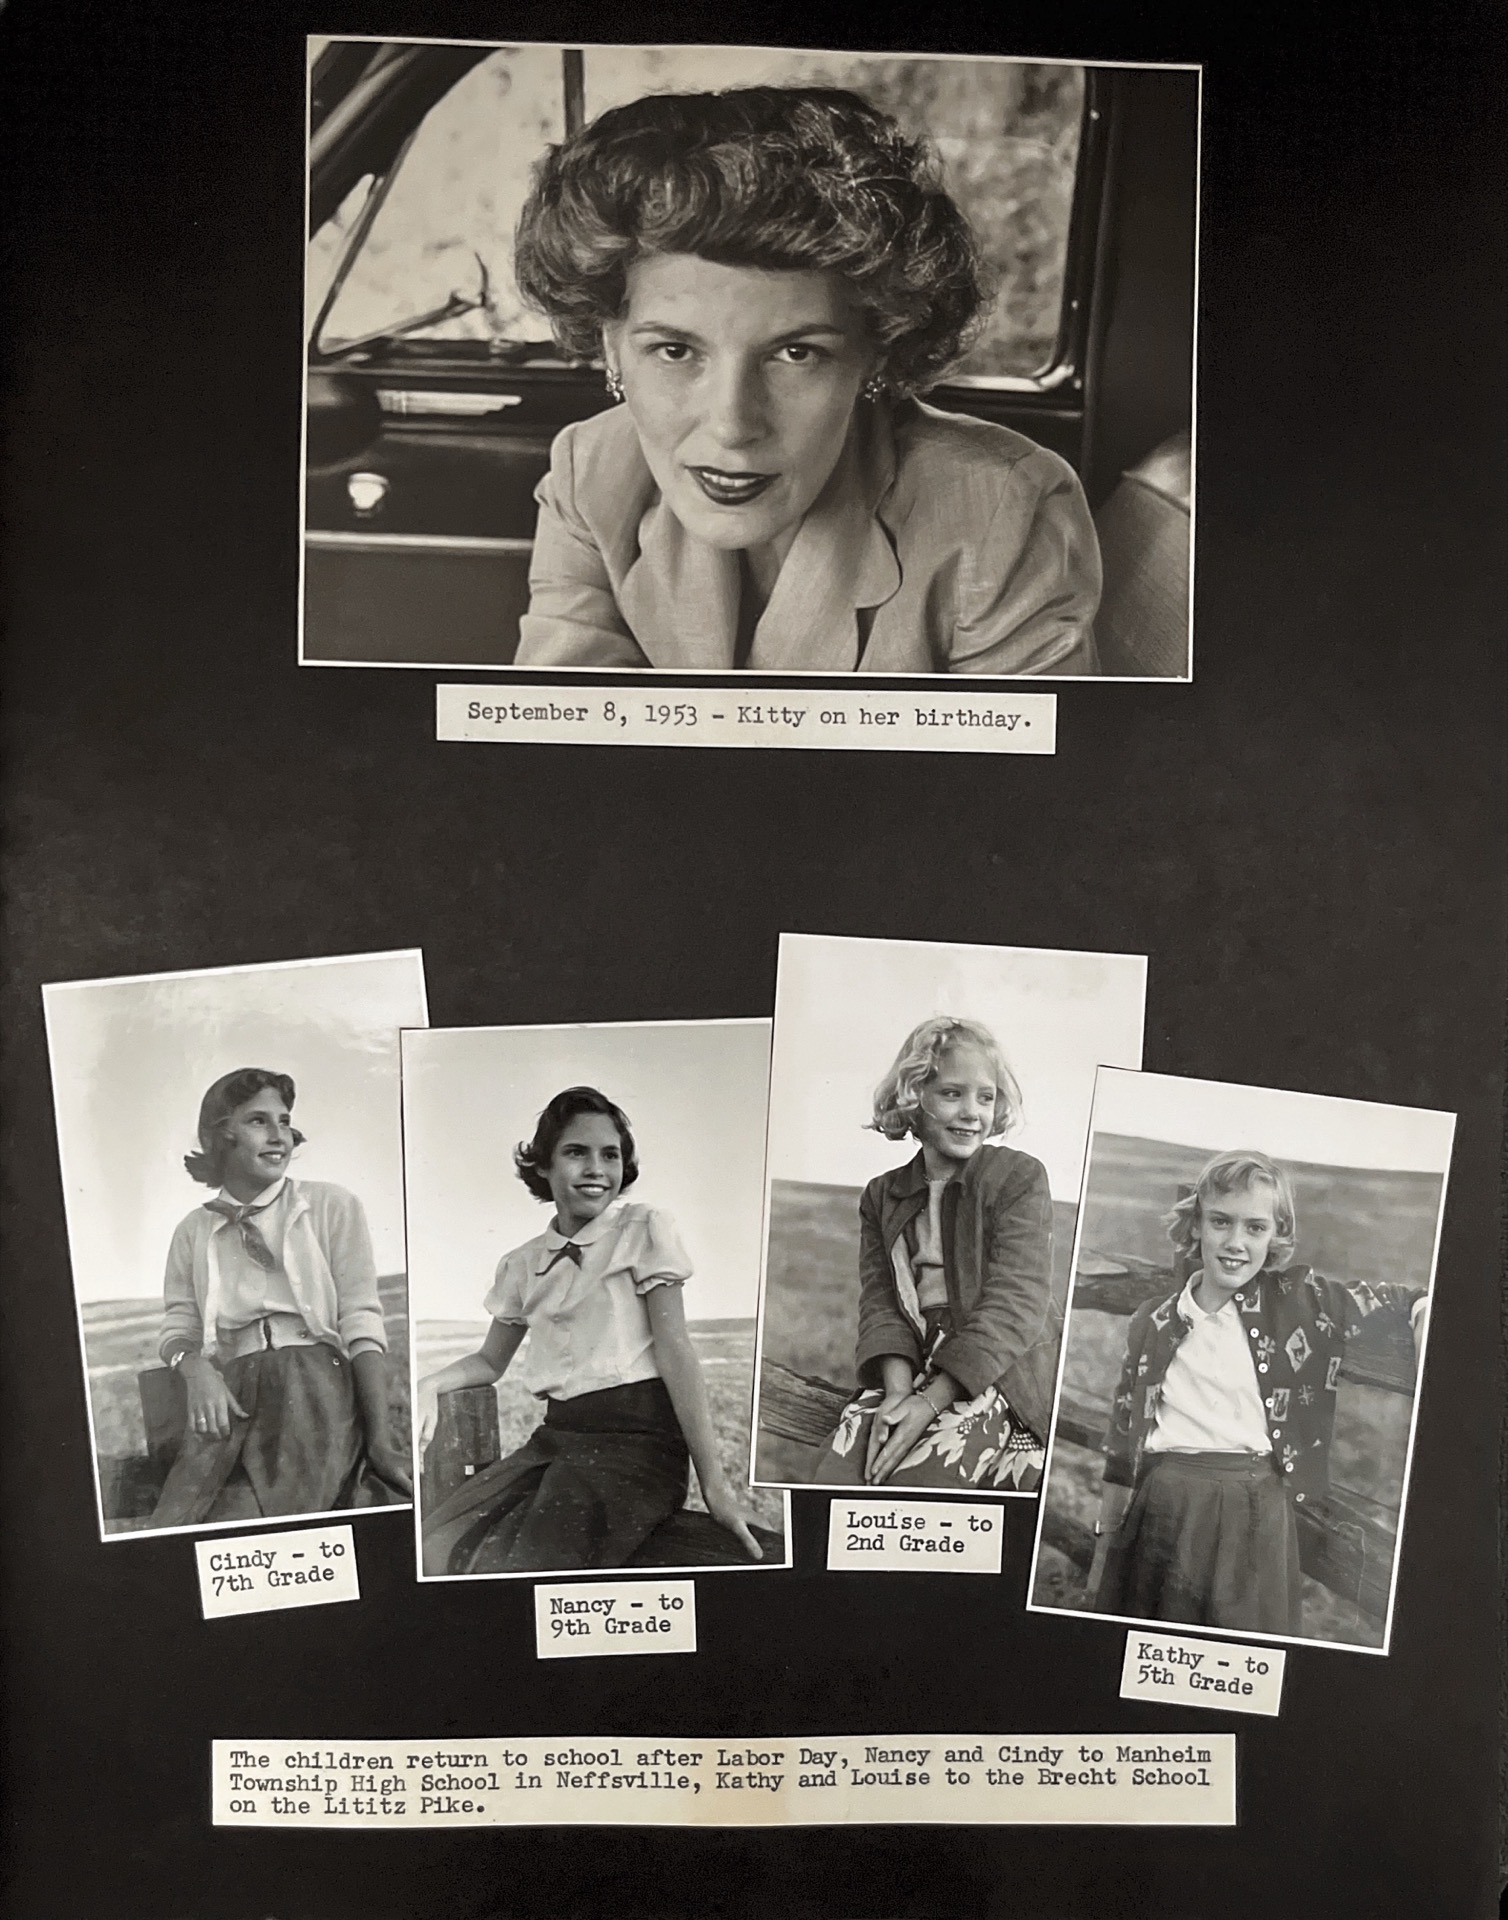 September 8, 1953 - Kitty on her birthday.
Cindy - to
7th Grade
Nancy - to
9th Grade
Louise - to
2nd Grade
Kathy - to
5th Grade
The children return to school after Labor Day, Nancy and Cindy to Manheim
Township High School in Neffsville, Kathy and Louise to the Brecht School
on the Lititz Pike.